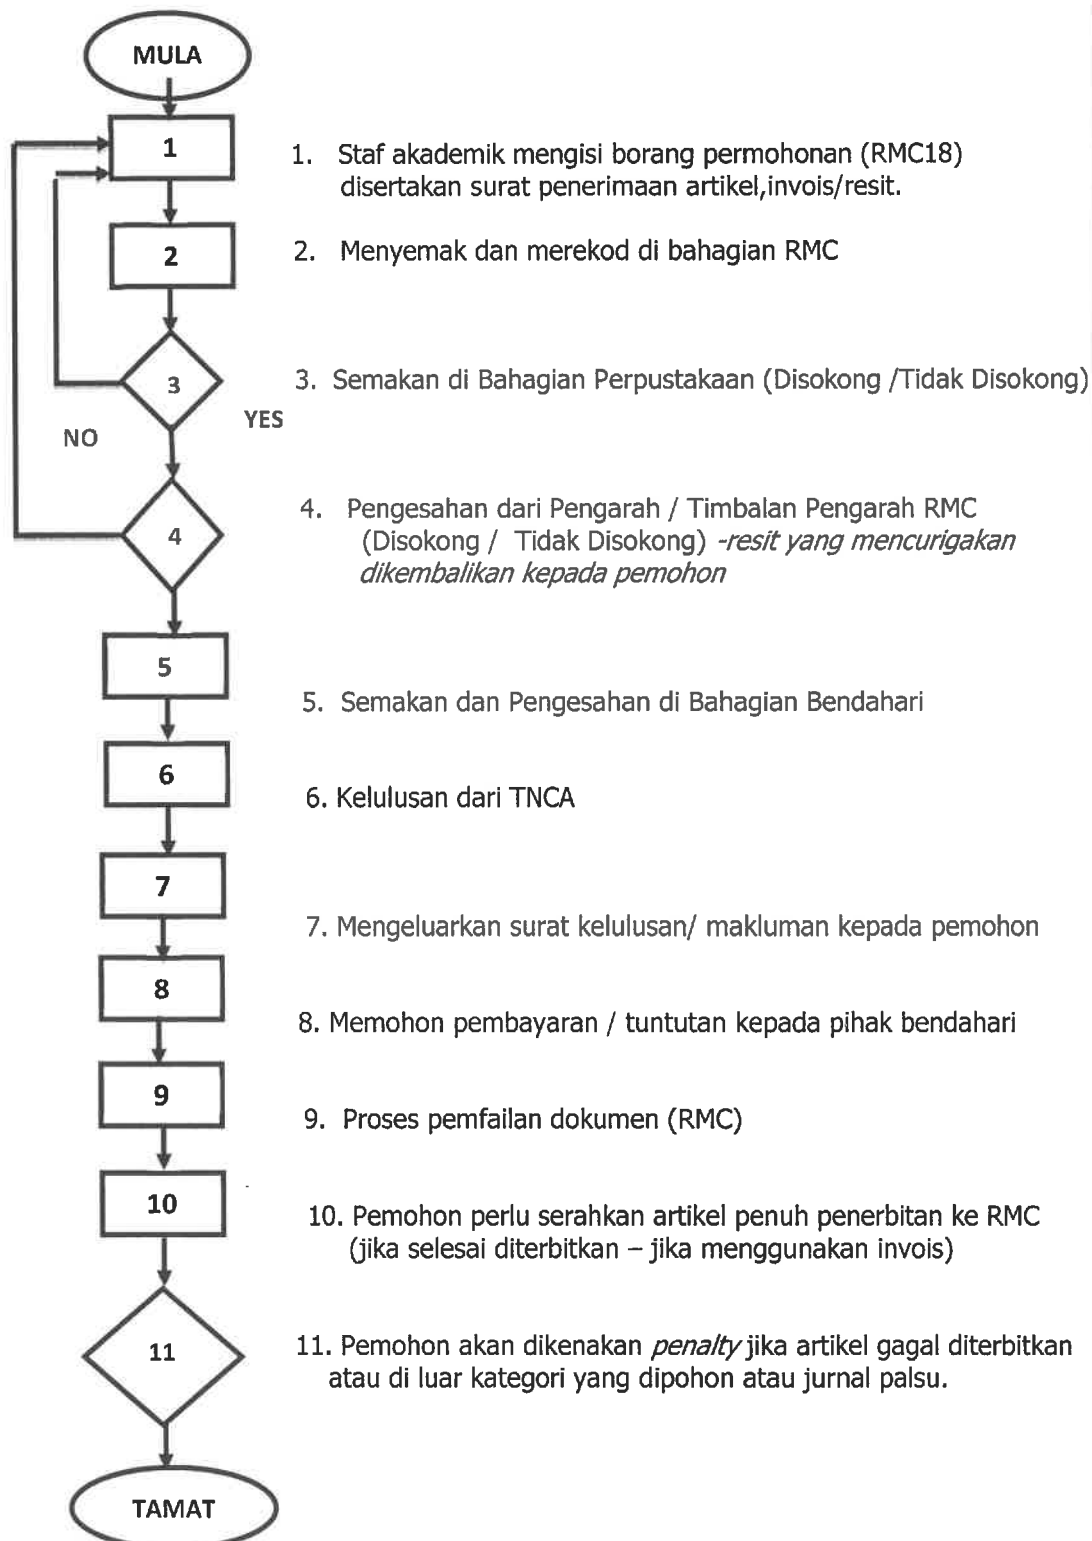 MULA
1
1. Staf akademik mengisi borang permohonan (RMC18)
disertakan surat penerimaan artikel,invois/resit.
2
2. Menyemak dan merekod di bahagian RMC
3
3. Semakan di Bahagian Perpustakaan (Disokong /Tidak Disokong)
YES
NO
4
4. Pengesahan dari Pengarah / Timbalan Pengarah RMC
(Disokong / Tidak Disokong) -resit yang mencurigakan
dikembalikan kepada pemohon
5
5. Semakan dan Pengesahan di Bahagian Bendahari
6
6. Kelulusan dari TNCA
7
7. Mengeluarkan surat kelulusan/ makluman kepada pemohon
8
8. Memohon pembayaran / tuntutan kepada pihak bendahari
9
9. Proses pemfailan dokumen (RMC)
10
10. Pemohon perlu serahkan artikel penuh penerbitan ke RMC
(jika selesai diterbitkan – jika menggunakan invois)
11
11. Pemohon akan dikenakan penalty jika artikel gagal diterbitkan
atau di luar kategori yang dipohon atau jurnal palsu.
TAMAT